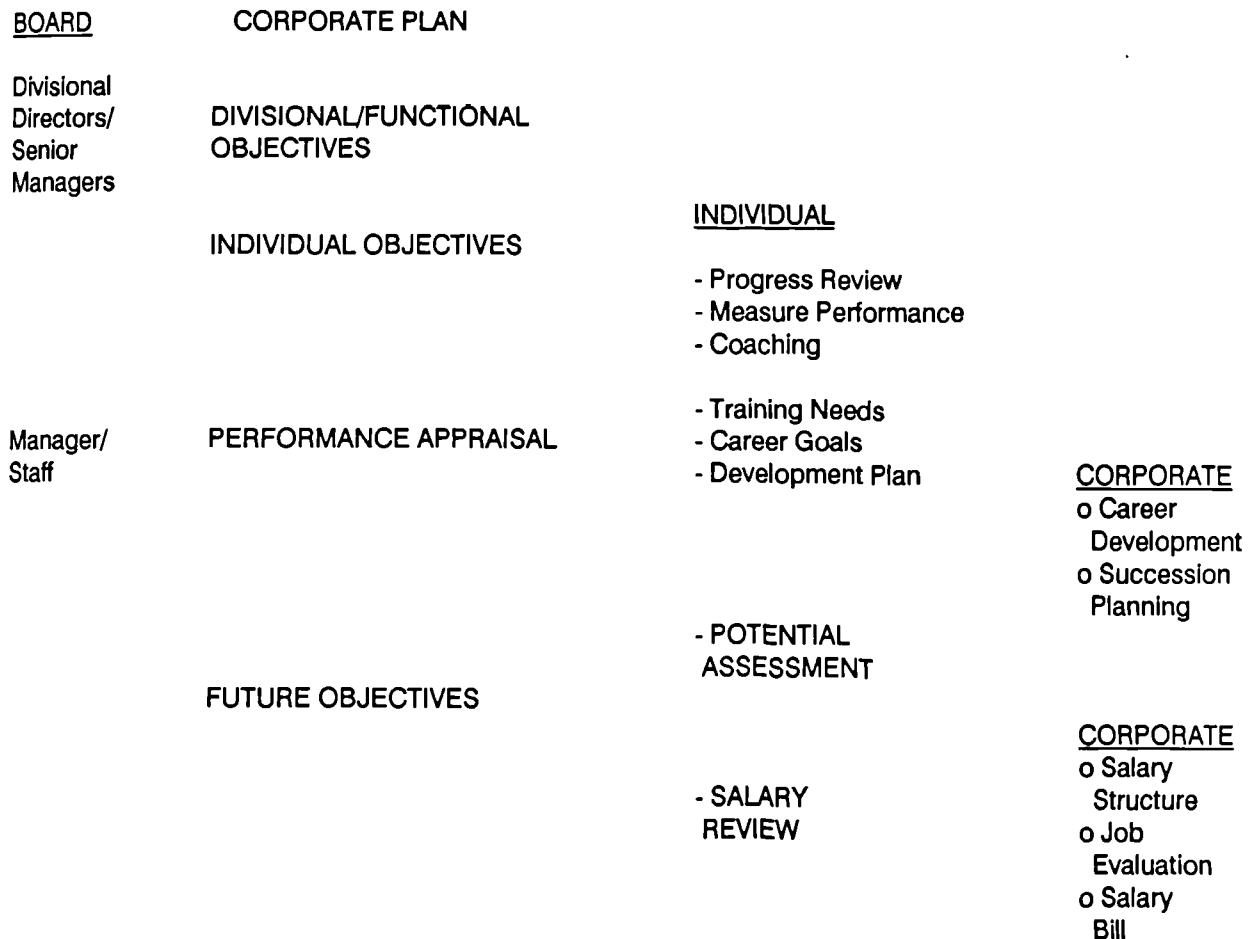 BOARD CORPORATE PLAN
Divisional
Directors/ DIVISIONAL/FUNCTIONAL
Senior OBJECTIVES
Managers
INDIVIDUAL
INDIVIDUAL OBJECTIVES
- Progress Review
- Measure Performance
- Coaching
- Training Needs
Manager/ PERFORMANCE APPRAISAL - Career Goals
Staff - Development Plan CORPORATE
o Career
Development
o Succession
Planning
- POTENTIAL
ASSESSMENT
FUTURE OBJECTIVES
CORPORATE
o Salary
- SALARY Structure
REVIEW o Job
Evaluation
o Salary
Bill